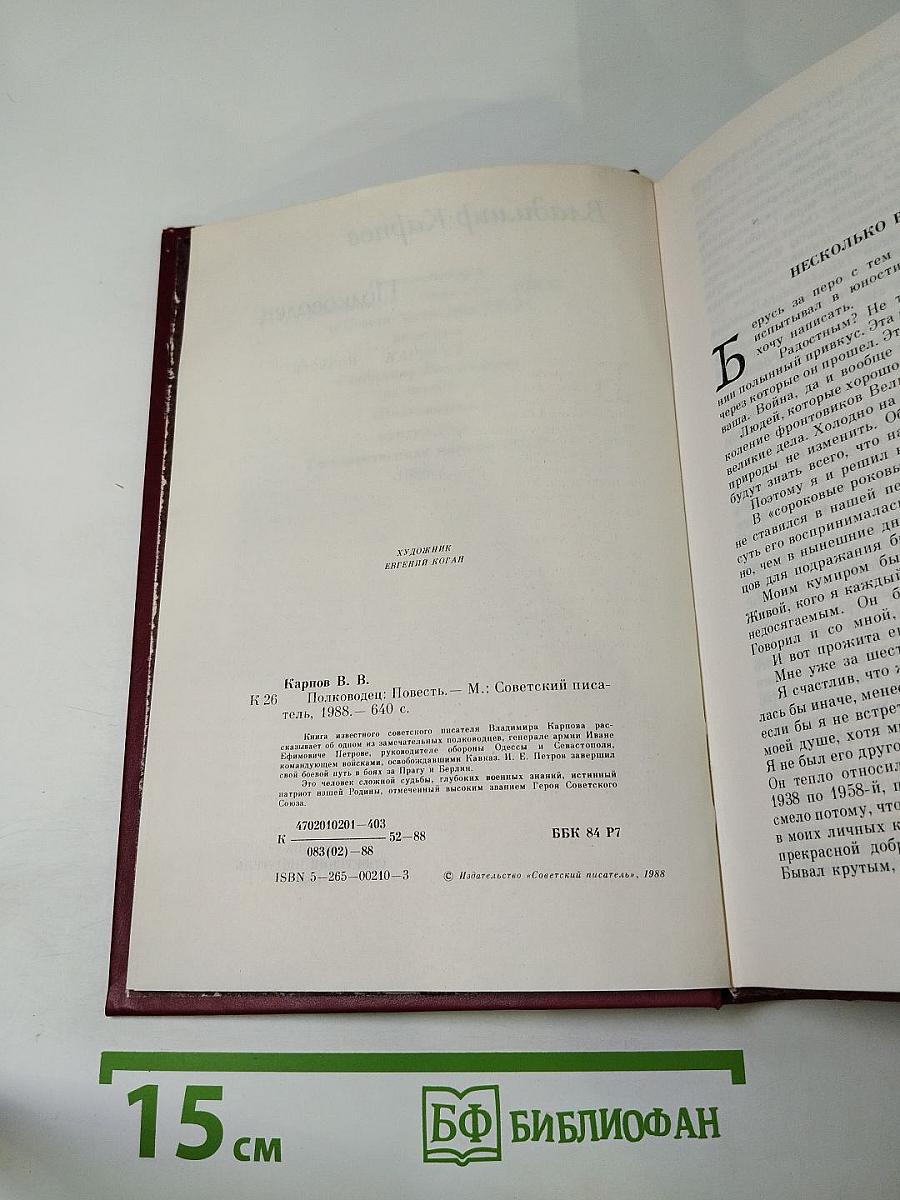 ХУДОЖНИК
ЕВГЕНИЙ КОГАН
Карпов В. В.
К 26 Полководец: Повесть.— М.: Советский писа-
тель, 1988.— 640 с.
Книга известного советского писателя Владимира Карпова рас-
сказывает об одном из замечательных полководцев, генерале армии Иване
Ефимовиче Петрове, руководителе обороны Одессы и Севастополя,
командующем войсками, освобождавшими Кавказ. И. Е. Петров завершил
свой боевой путь в боях за Прагу и Берлин.
Это человек сложной судьбы, глубоких военных знаний, истинный
патриот нашей Родины, отмеченный высоким званием Героя Советского
Союза.
4702010201—403
К 52—88
083(02)—88
ББК 84 Р7
ISBN 5—265—00210—3
© Издательство «Советский писатель», 1988
НЕСКОЛЬКО
Берусь за перо с тем
испытывал в юности
хочу написать.
Радостным? Не
нии полынный привкус. Эта
через которые он прошел.
ваша. Война, да и вообще
Людей, которые хорошо
коление фронтовиков
великие дела. Холодно на
природы не изменить.
будут знать всего, что
Поэтому я и решил
В «сороковые
не ставился в нашей
суть его воспринималась
но, чем в нынешние
цов для подражания
Моим кумиром
Живой, кого я каждый
недосягаемым. Он
Говорил и со мной,
И вот прожита
Мне уже за
Я счастлив, что
лась бы иначе,
если бы я не
моей душе, хотя
Я не был его
Он тепло
1938 по 1958-й,
смело потому, что
в моих личных
прекрасной
Бывал крутым,
15 см
БФ БИБЛИОФАН